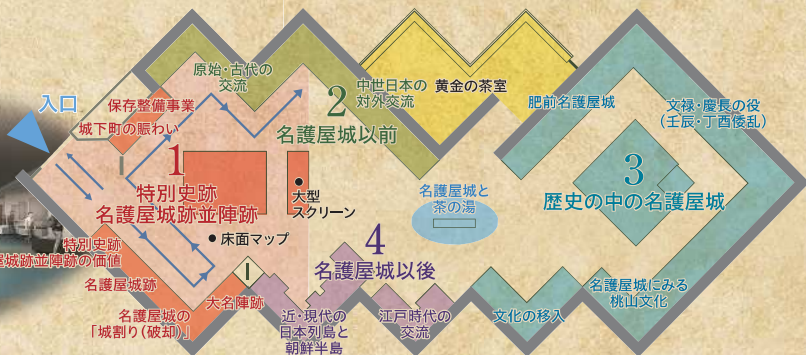 入口
保存整備事業
城下町の賑わい
1
特別史跡
名護屋城跡並陣跡
特別史跡
屋城跡並陣跡の価値
名護屋城跡
名護屋城の
「城割り(破却)」
大名陣跡
床面マップ
大型
スクリーン
原始・古代の
交流
2
名護屋城以前
中世日本の
対外交流
黄金の茶室
肥前名護屋城
文禄・慶長の役
(壬辰・丁酉倭乱)
3
歴史の中の名護屋城
名護屋城と
茶の湯
名護屋城にみる
桃山文化
文化の移入
4
名護屋城以後
江戸時代の
交流
近・現代の
日本列島と
朝鮮半島